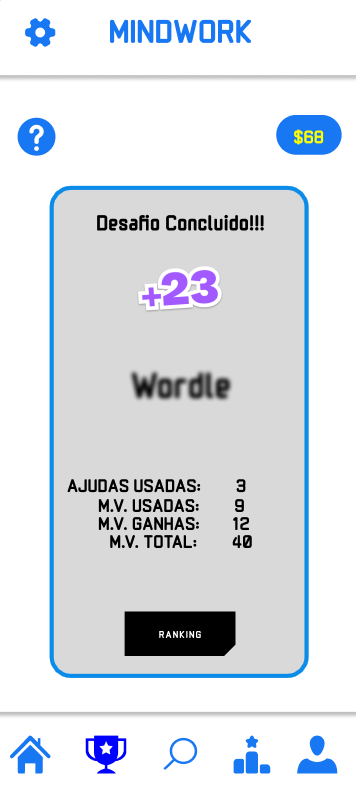 MINDWORK
?
$68
Desafio Concluido!!!
+23
Wordle
AJUDAS USADAS: 3
M.V. USADAS: 9
M.V. GANHAS: 12
M.V. TOTAL: 40
RANKING